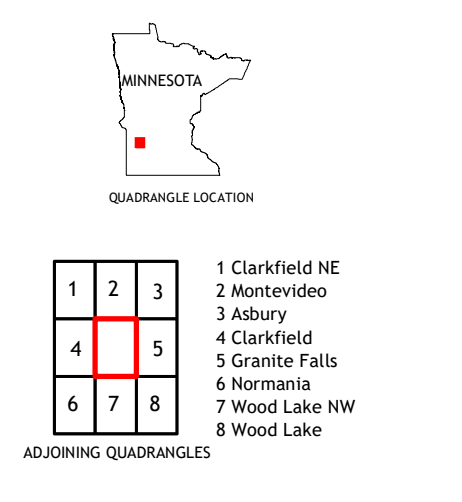 MINNESOTA
QUADRANGLE LOCATION
1 2 3
4 5
6 7 8
1 Clarkfield NE
2 Montevideo
3 Asbury
4 Clarkfield
5 Granite Falls
6 Normania
7 Wood Lake NW
8 Wood Lake
ADJOINING QUADRANGLES